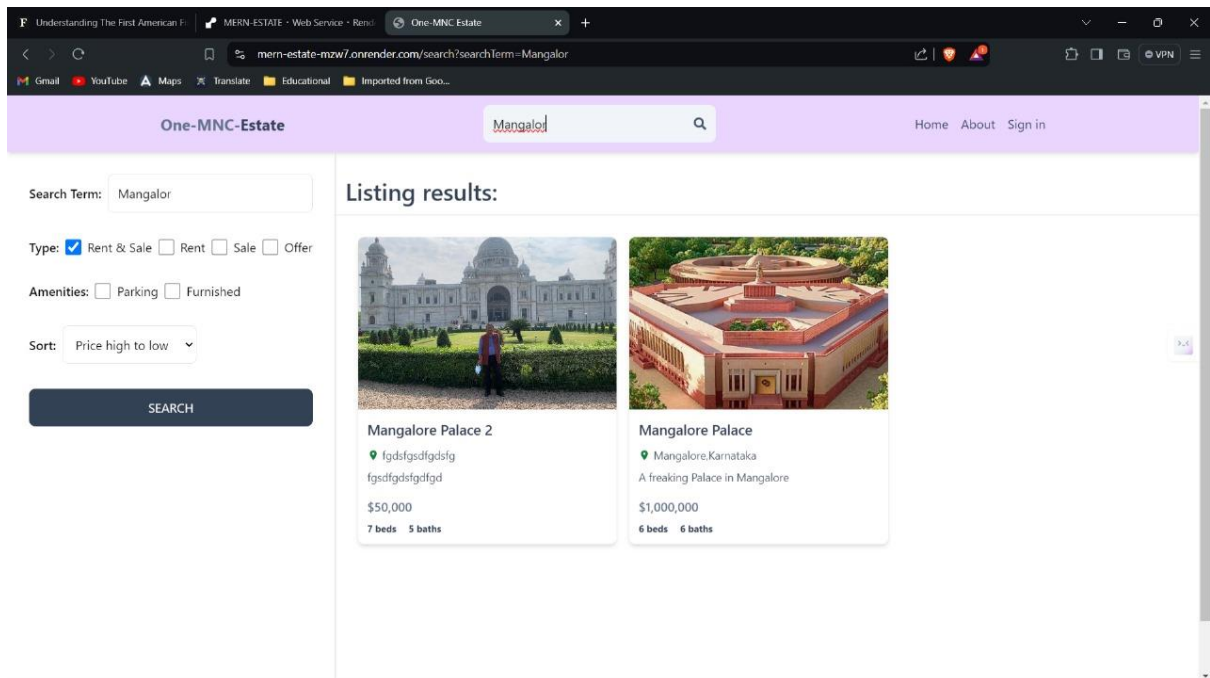 Understanding The First American Fi
MERN-ESTATE · Web Service · Rend
One-MNC Estate
mern-estate-mzw7.onrender.com/search?searchTerm=Mangalor
VPN
Gmail YouTube Maps Translate Educational Imported from Goo...
One-MNC-Estate
Mangalor
Home About Sign in
Search Term: Mangalor
Type: Rent & Sale Rent Sale Offer
Amenities: Parking Furnished
Sort: Price high to low
SEARCH
Listing results:
Mangalore Palace 2
fgdsfgsdfgdsfg
fgsdfgdsfgdfgd
$50,000
7 beds 5 baths
Mangalore Palace
Mangalore,Karnataka
A freaking Palace in Mangalore
$1,000,000
6 beds 6 baths